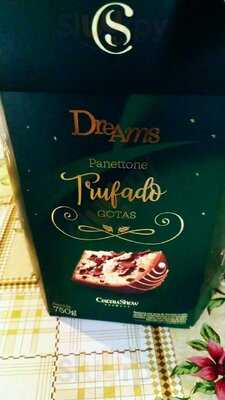 CS
DreAms
Panettone
Trufado
GOTAS
CacauShow
750g